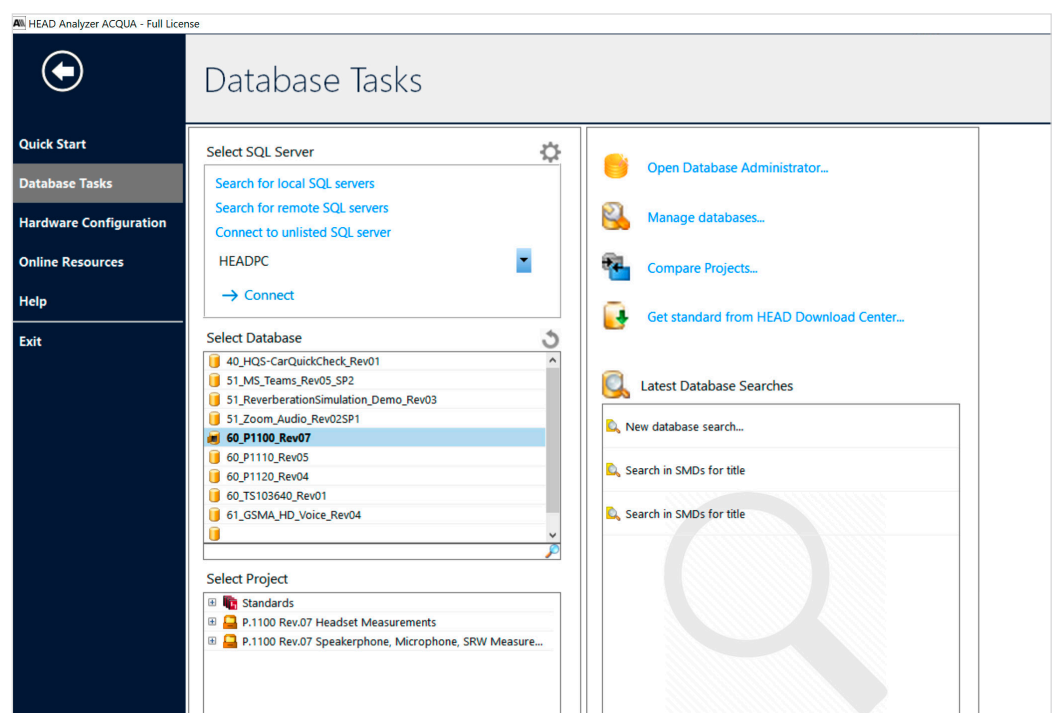 HEAD Analyzer ACQUA - Full License
Database Tasks
Quick Start
Database Tasks
Hardware Configuration
Online Resources
Help
Exit
Select SQL Server
Search for local SQL servers
Search for remote SQL servers
Connect to unlisted SQL server
HEADPC
→ Connect
Select Database
40_HQS-CarQuickCheck_Rev01
51_MS_Teams_Rev05_SP2
51_ReverberationSimulation_Demo_Rev03
51_Zoom_Audio_Rev02SP1
60_P1100_Rev07
60_P1110_Rev05
60_P1120_Rev04
60_TS103640_Rev01
61_GSMA_HD_Voice_Rev04
Select Project
Standards
P.1100 Rev.07 Headset Measurements
P.1100 Rev.07 Speakerphone, Microphone, SRW Measure...
Open Database Administrator...
Manage databases...
Compare Projects...
Get standard from HEAD Download Center...
Latest Database Searches
New database search...
Search in SMDs for title
Search in SMDs for title